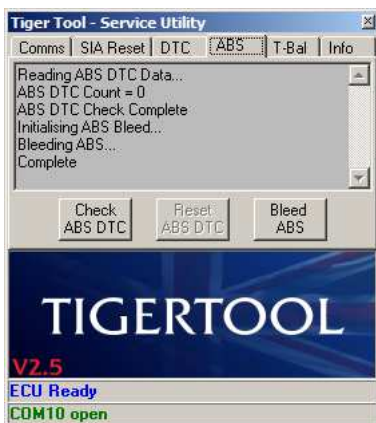 Tiger Tool - Service Utility
Comms SIA Reset DTC ABS T-Bal Info
Reading ABS DTC Data...
ABS DTC Count = 0
ABS DTC Check Complete
Initialising ABS Bleed...
Bleeding ABS...
Complete
Check ABS DTC
Reset ABS DTC
Bleed ABS
TIGERTOOL
V2.5
ECU Ready
COM10 open